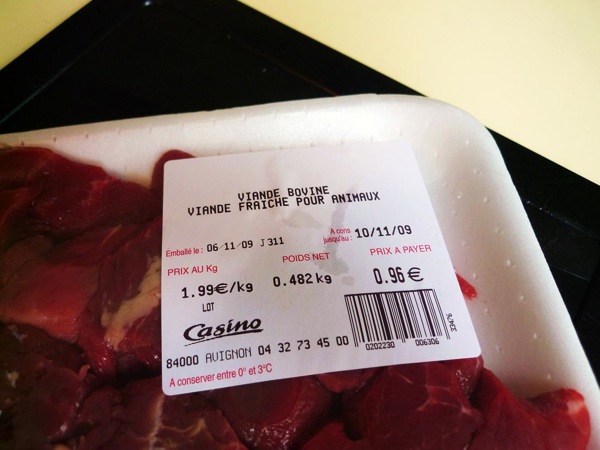 VIANDE BOVINE
VIANDE FRAICHE POUR ANIMAUX
Emballé le : 06/11/09 J 311
A cons jusqu'au : 10/11/09
PRIX AU Kg POIDS NET PRIX A PAYER
1.99€/kg 0.482kg 0.96€
LOT
Casino
84000 AVIGNON 04 32 73 45 00
0202230 006306
A conserver entre 0° et 3°C